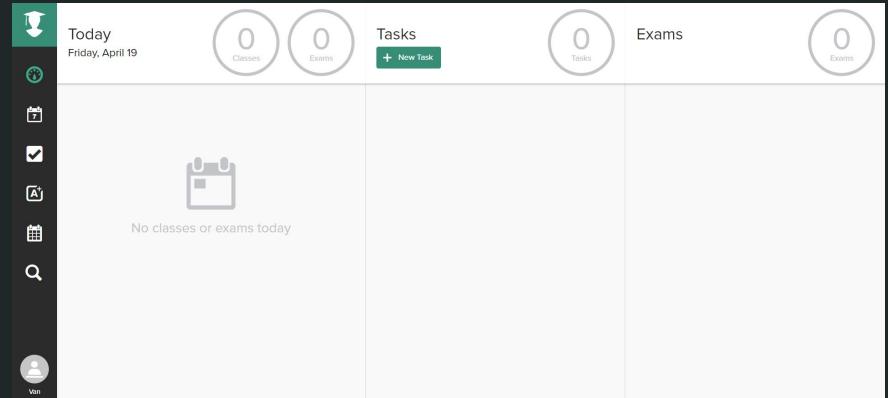 Today
Friday, April 19
0
Classes
0
Exams
Tasks
+ New Task
0
Tasks
Exams
0
Exams
7
A+
No classes or exams today
Van